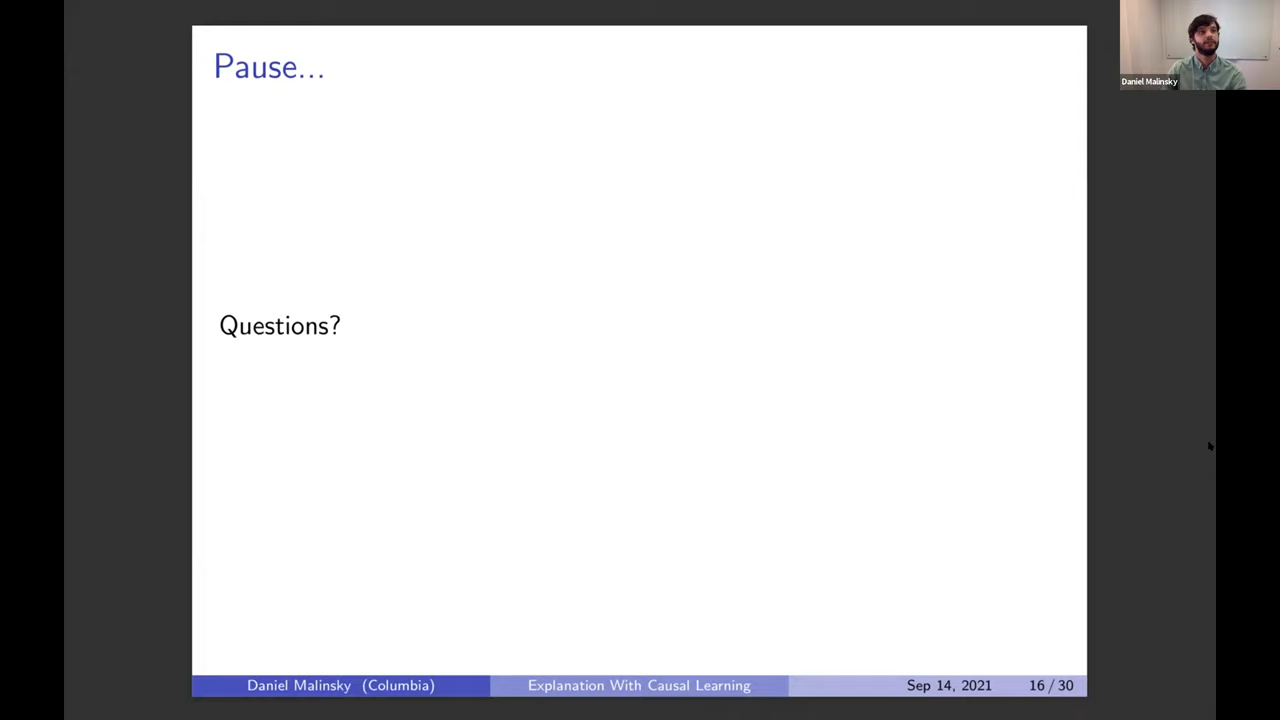 Pause...
Daniel Malinsky
Questions?
Daniel Malinsky (Columbia) Explanation With Causal Learning Sep 14, 2021 16 / 30